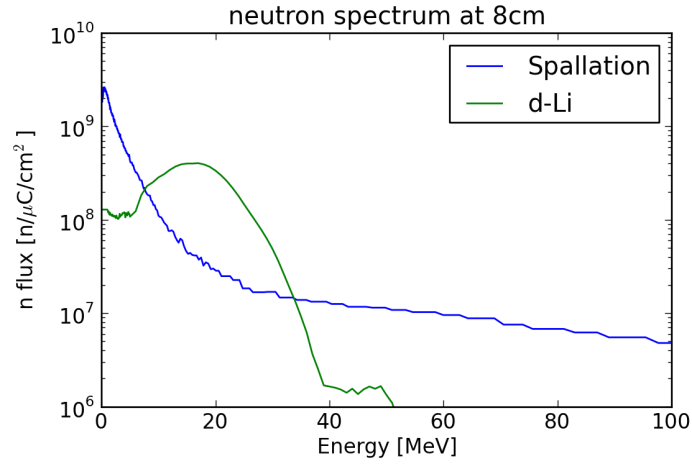 neutron spectrum at 8cm
n flux [n/μC/cm² ]
10¹⁰
10⁹
10⁸
10⁷
10⁶
Spallation
d-Li
0 20 40 60 80 100
Energy [MeV]